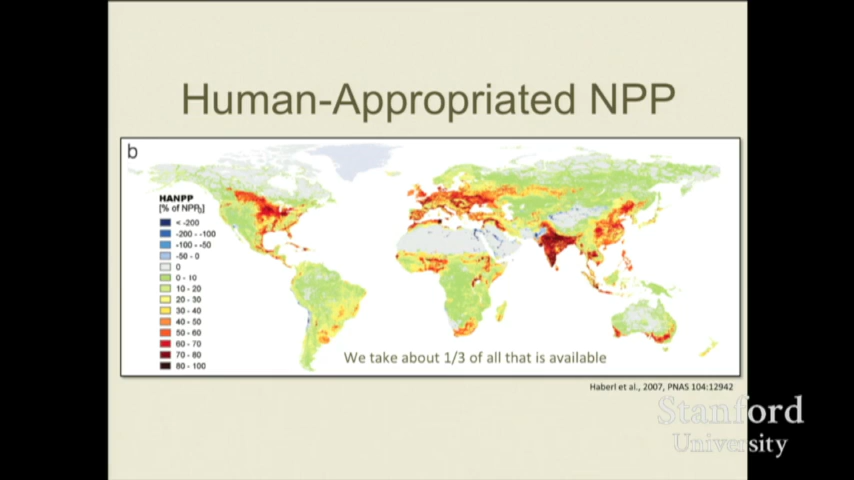 Human-Appropriated NPP
b
HANPP
[% of NPP₀]
< -200
-200 - -100
-100 - -50
-50 - 0
0
0 - 10
10 - 20
20 - 30
30 - 40
40 - 50
50 - 60
60 - 70
70 - 80
80 - 100
We take about 1/3 of all that is available
Haberl et al., 2007, PNAS 104:12942
Stanford
University